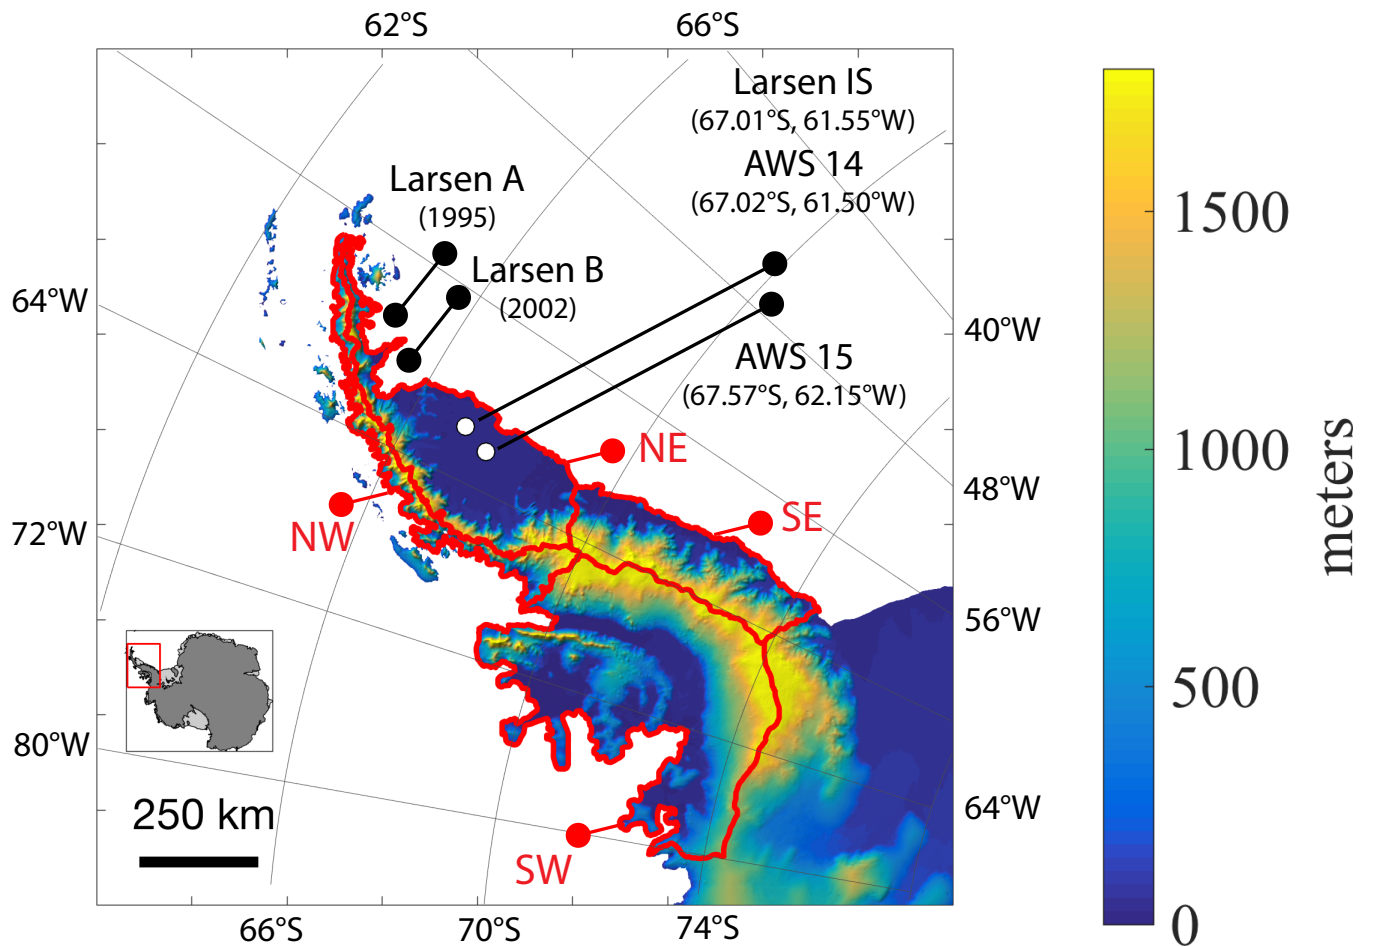 62°S
66°S
Larsen IS
(67.01°S, 61.55°W)
AWS 14
(67.02°S, 61.50°W)
Larsen A
(1995)
Larsen B
(2002)
AWS 15
(67.57°S, 62.15°W)
64°W
72°W
80°W
40°W
48°W
56°W
64°W
NE
SE
NW
SW
250 km
66°S
70°S
74°S
1500
1000
500
0
meters